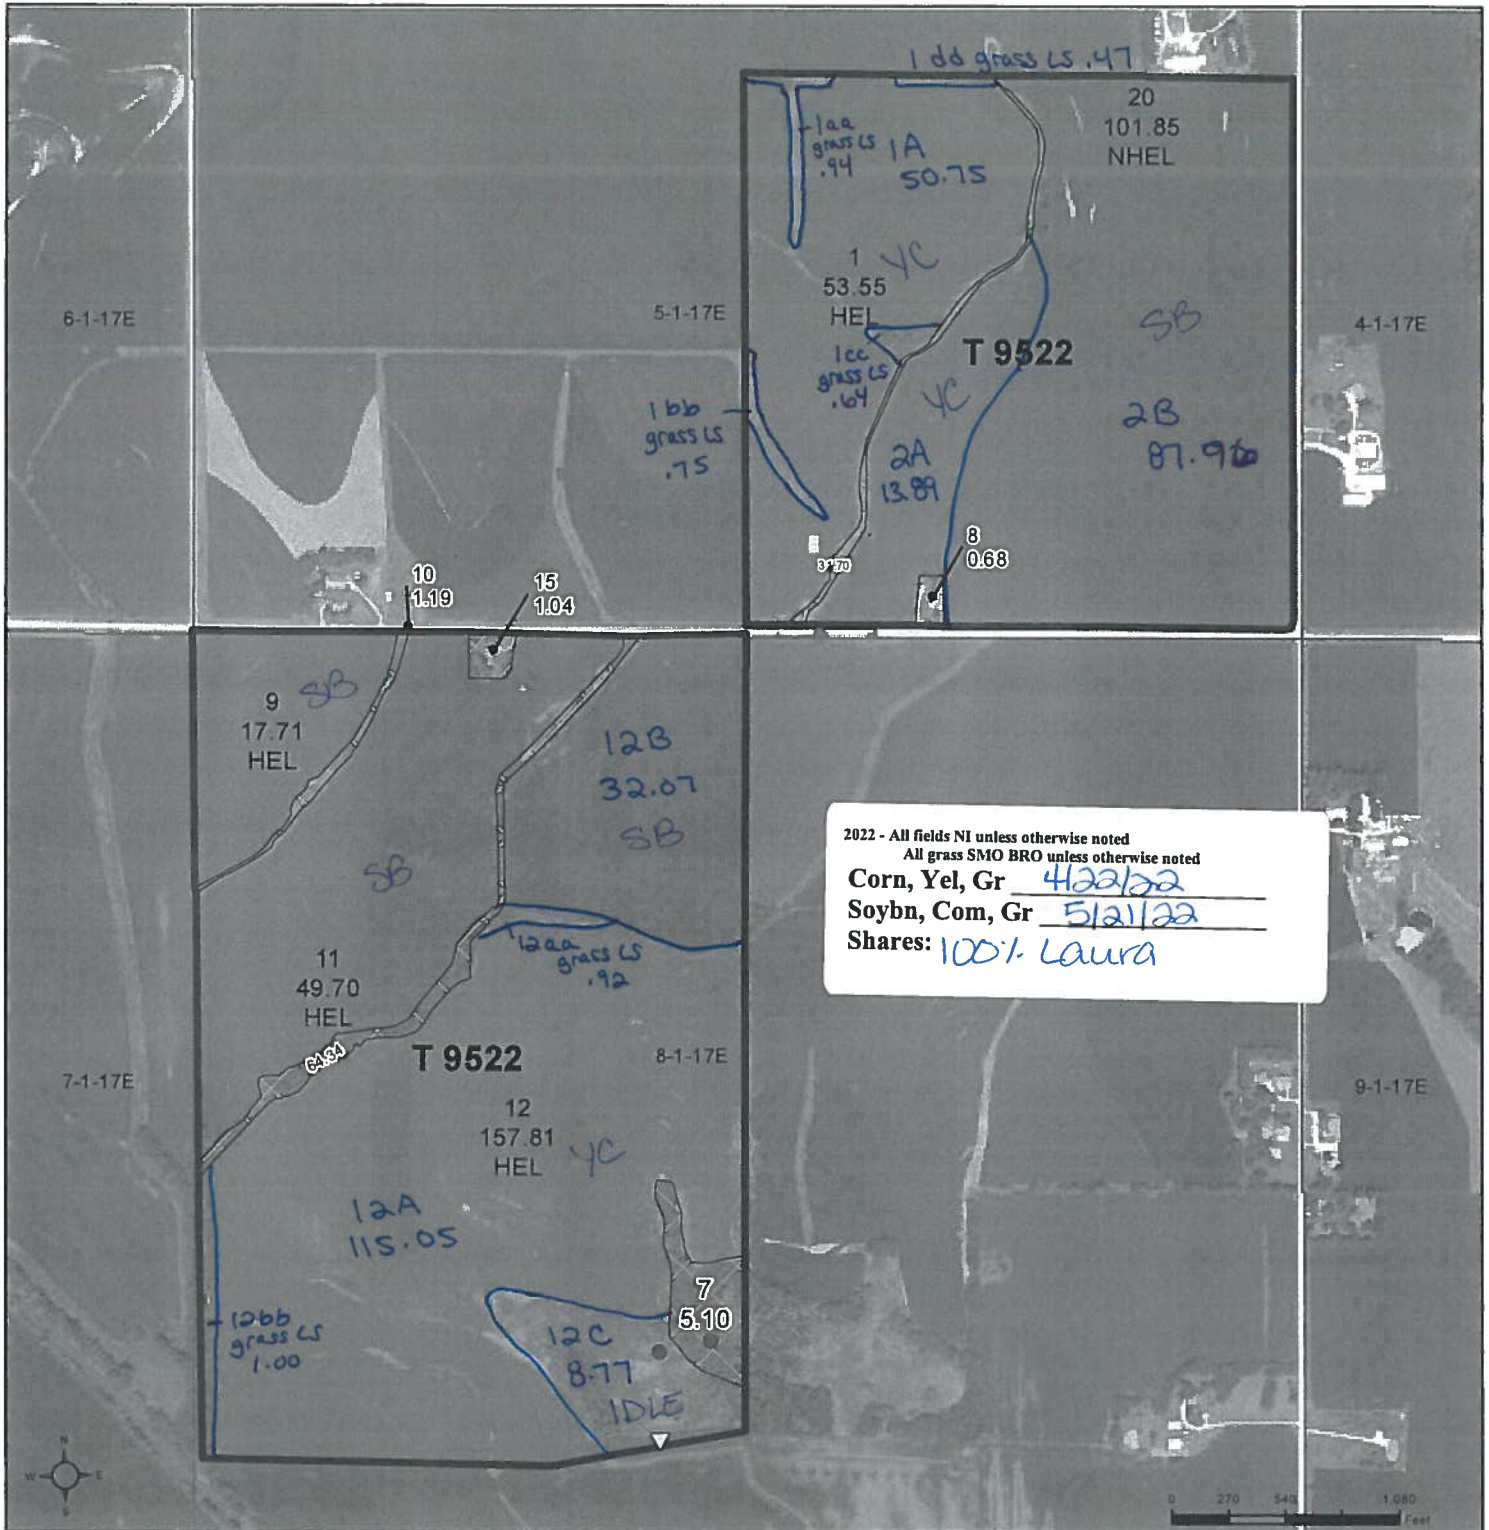 1 dd grass LS .47
20
101.85
NHEL
1aa
grass LS
.94
1A
50.75
1
53.55
HEL
YC
6-1-17E
5-1-17E
SB
4-1-17E
T 9522
1cc
grass LS
.64
YC
1bb
grass LS
.75
2A
13.89
2B
87.96
8
0.68
10
1.19
15
1.04
9
17.71
HEL
SB
12B
32.07
SB
SB
2022 - All fields NI unless otherwise noted
All grass SMO BRO unless otherwise noted
Corn, Yel, Gr 4/22/22
Soybn, Com, Gr 5/21/22
Shares: 100% Laura
12aa
grass LS
.92
11
49.70
HEL
64.34
T 9522
7-1-17E
8-1-17E
9-1-17E
12
157.81
HEL
YC
12A
115.05
7
5.10
12bb
grass LS
1.00
12C
8.77
IDLE
N
W E
S
0 270 540 1,080
Feet